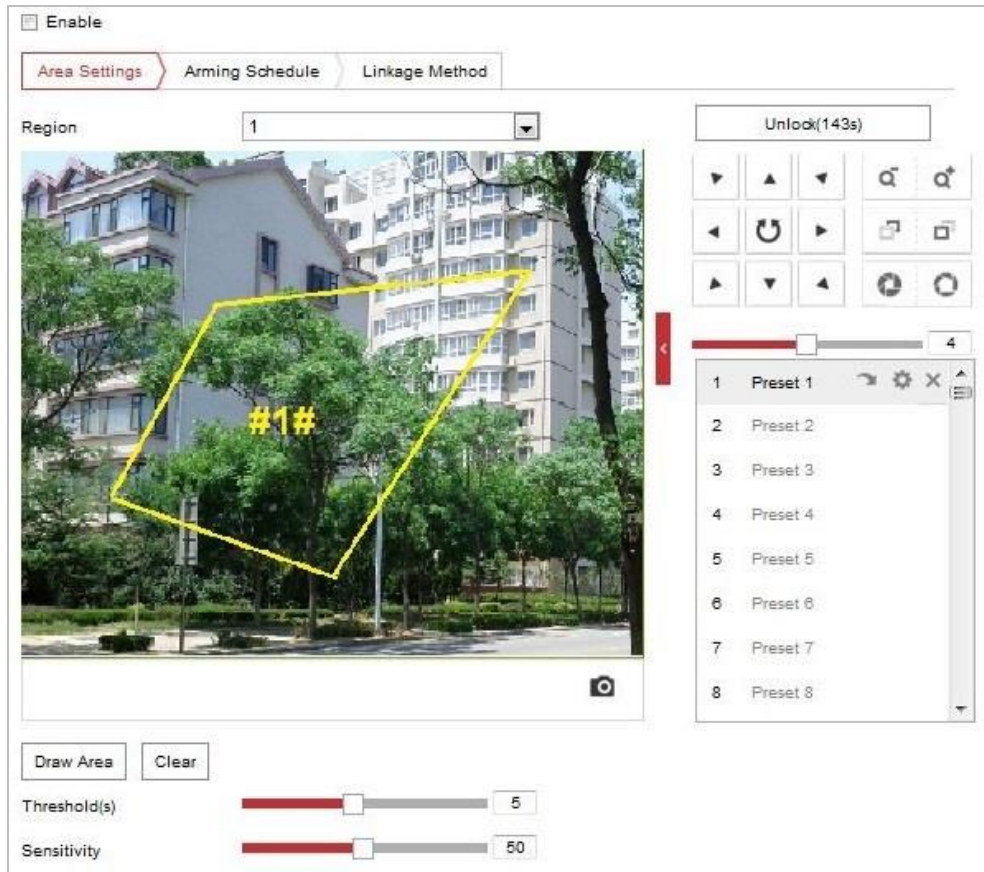 Enable
Area Settings Arming Schedule Linkage Method
Region 1 Unlock(143s)
4
#1#
1 Preset 1
2 Preset 2
3 Preset 3
4 Preset 4
5 Preset 5
6 Preset 6
7 Preset 7
8 Preset 8
Draw Area Clear
Threshold(s) 5
Sensitivity 50